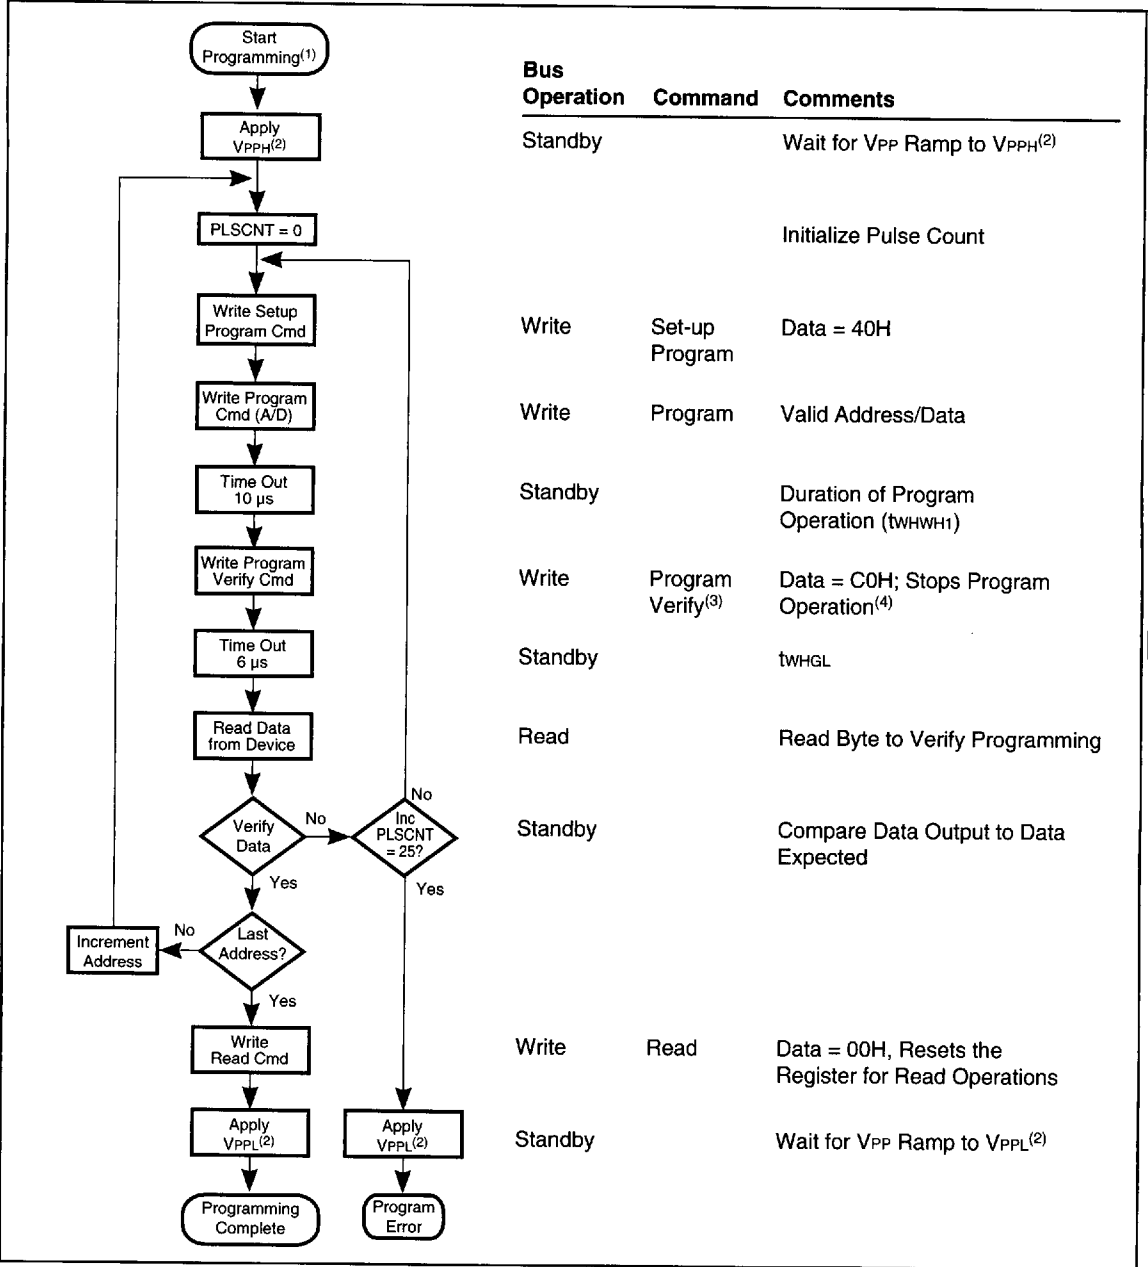 Start
Programming(1)
Apply
VPPH(2)
PLSCNT = 0
Write Setup
Program Cmd
Write Program
Cmd (A/D)
Time Out
10 µs
Write Program
Verify Cmd
Time Out
6 µs
Read Data
from Device
Verify
Data
No
Yes
Inc
PLSCNT
= 25?
No
Yes
Last
Address?
No
Yes
Increment
Address
Write
Read Cmd
Apply
VPPL(2)
Programming
Complete
Apply
VPPL(2)
Program
Error
Bus
Operation Command Comments
Standby Wait for VPP Ramp to VPPH(2)
Initialize Pulse Count
Write Set-up Data = 40H
Program
Write Program Valid Address/Data
Standby Duration of Program
Operation (tWHWH1)
Write Program Data = C0H; Stops Program
Verify(3) Operation(4)
Standby tWHGL
Read Read Byte to Verify Programming
Standby Compare Data Output to Data
Expected
Write Read Data = 00H, Resets the
Register for Read Operations
Standby Wait for VPP Ramp to VPPL(2)